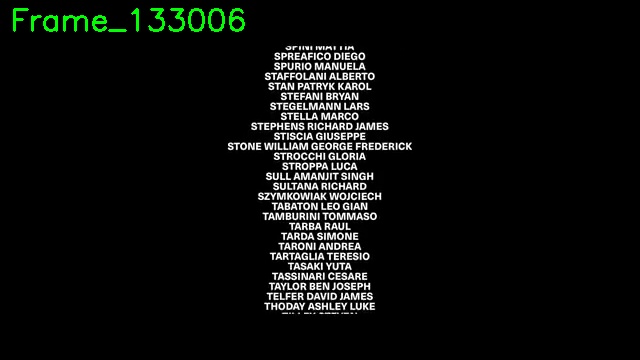 Frame_133006
SPINI MATTIA
SPREAFICO DIEGO
SPURIO MANUELA
STAFFOLANI ALBERTO
STAN PATRYK KAROL
STEFANI BRYAN
STEGELMANN LARS
STELLA MARCO
STEPHENS RICHARD JAMES
STISCIA GIUSEPPE
STONE WILLIAM GEORGE FREDERICK
STROCCHI GLORIA
STROPPA LUCA
SULL AMANJIT SINGH
SULTANA RICHARD
SZYMKOWIAK WOJCIECH
TABATON LEO GIAN
TAMBURINI TOMMASO
TARBA RAUL
TARDA SIMONE
TARONI ANDREA
TARTAGLIA TERESIO
TASAKI YUTA
TASSINARI CESARE
TAYLOR BEN JOSEPH
TELFER DAVID JAMES
THODAY ASHLEY LUKE